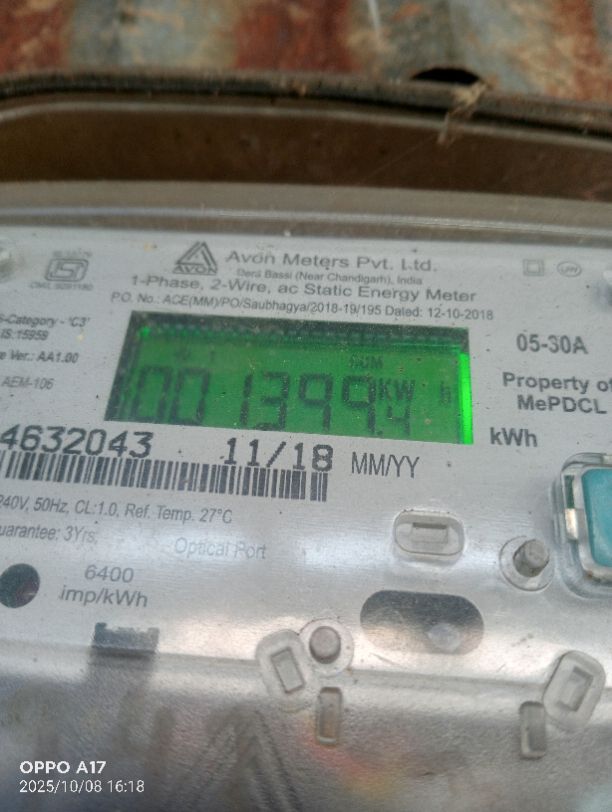 Avon Meters Pvt. Ltd.
AVON
Dera Bassi (Near Chandigarh), India
1-Phase, 2-Wire, ac Static Energy Meter
P.O. No.: ACE(MM)/PO/Saubhagya/2018-19/195 Dated: 12-10-2018
-Category - 'C3'
IS:15959
Ver.: AA1.00
AEM-106
05-30A
Property of
MePDCL
001399.4 KW h
kWh
4632043 11/18 MM/YY
240V, 50Hz, CL:1.0, Ref. Temp. 27°C
uarantee: 3Yrs.
Optical Port
6400
imp/kWh
OPPO A17
2025/10/08 16:18